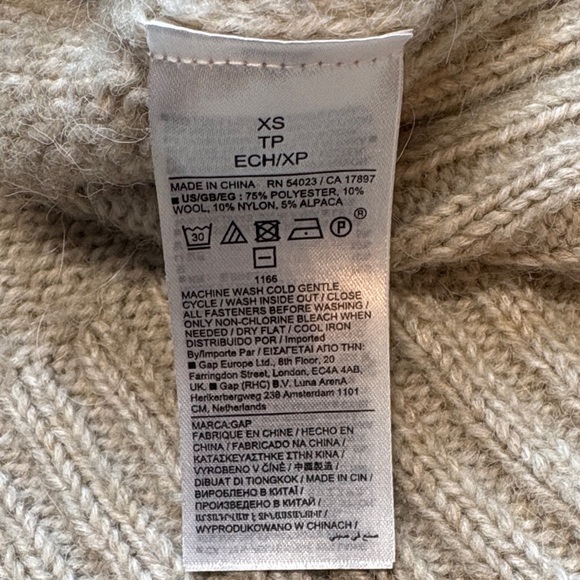 XS
TP
ECH/XP
MADE IN CHINA RN 54023 / CA 17897
■ US/GB/EG : 75% POLYESTER, 10%
WOOL, 10% NYLON, 5% ALPACA
®
30 P
1166
MACHINE WASH COLD GENTLE
CYCLE / WASH INSIDE OUT / CLOSE
ALL FASTENERS BEFORE WASHING /
ONLY NON-CHLORINE BLEACH WHEN
NEEDED / DRY FLAT / COOL IRON
DISTRIBUIDO POR / Imported
By/Importe Par / ΕΙΣΑΓΕΤΑΙ ΑΠΟ ΤΗΝ:
■ Gap Europe Ltd., 8th Floor, 20
Farringdon Street, London, EC4A 4AB,
UK, ■ Gap (RHC) B.V. Luna ArenA
Herikerbergweg 238 Amsterdam 1101
CM, Netherlands
MARCA:GAP
FABRIQUE EN CHINE / HECHO EN
CHINA / FABRICADO NA CHINA /
ΚΑΤΑΣΚΕΥΑΣΤΗΚΕ ΣΤΗΝ ΚΙΝΑ /
VYROBENO V ČÍNĚ / 中國製造 /
DIBUAT DI TIONGKOK / MADE IN CIN /
ВИРОБЛЕНО В КИТАЇ /
ПРОИЗВЕДЕНО В КИТАЕ /
ԱՐՏԱԴՐՎԱԾ Է ՉԻՆԱՍՏԱՆՈՒՄ /
WYPRODUKOWANO W CHINACH /
صنع في صيني